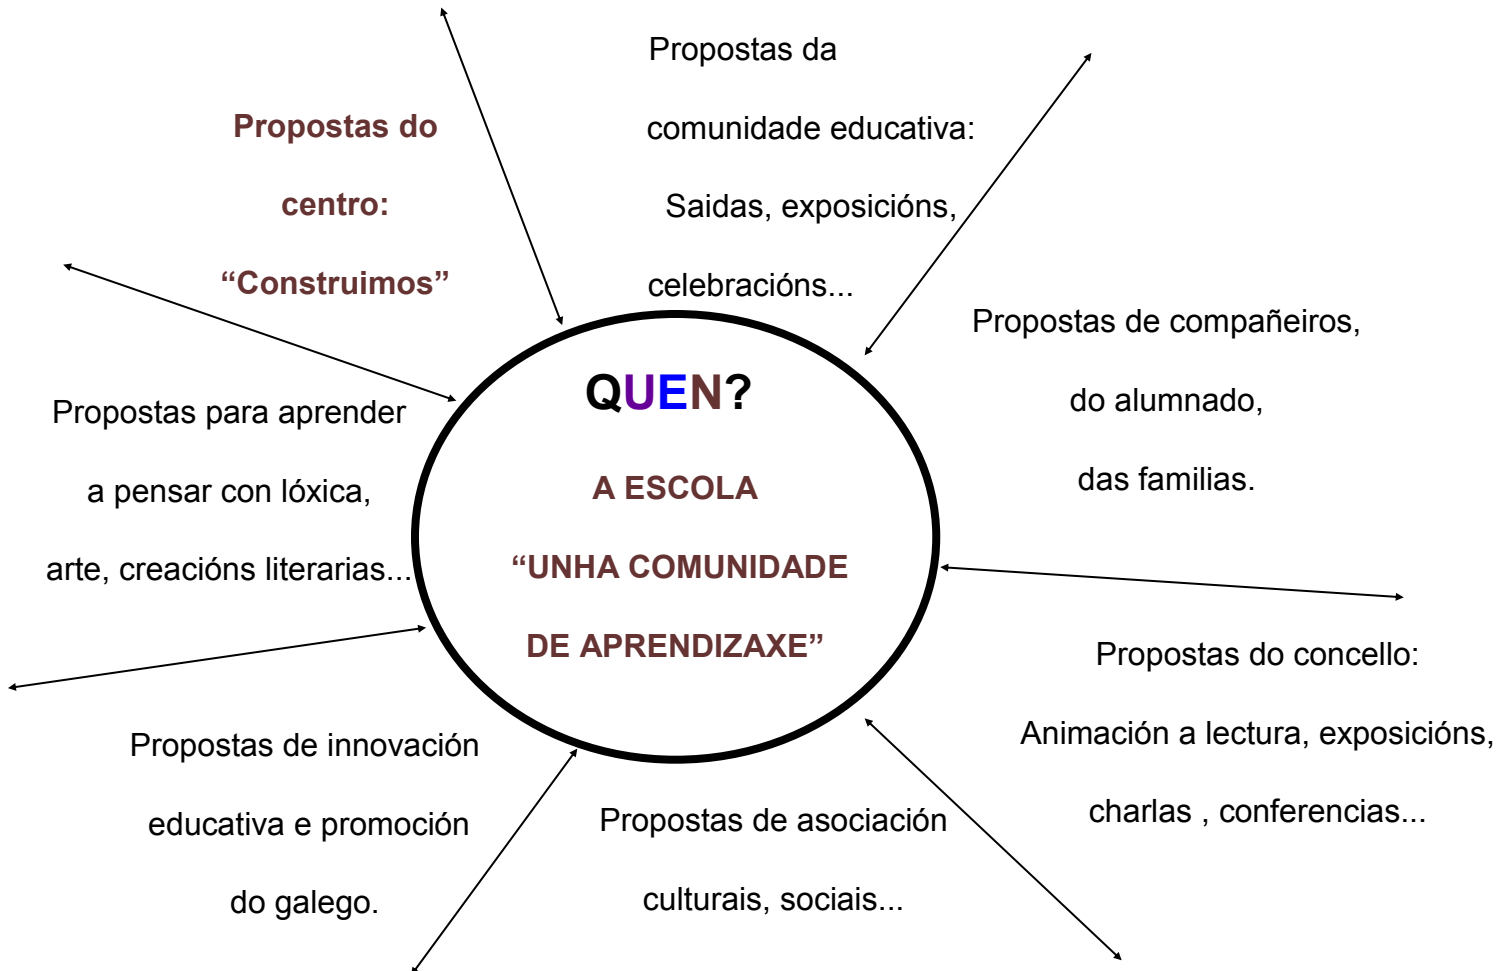 Propostas do
centro:
“Construimos”
Propostas da
comunidade educativa:
Saidas, exposicións,
celebracións...
Propostas de compañeiros,
do alumnado,
das familias.
QUEN?
A ESCOLA
“UNHA COMUNIDADE
DE APRENDIZAXE”
Propostas para aprender
a pensar con lóxica,
arte, creacións literarias...
Propostas do concello:
Animación a lectura, exposicións,
charlas , conferencias...
Propostas de innovación
educativa e promoción
do galego.
Propostas de asociación
culturais, sociais...